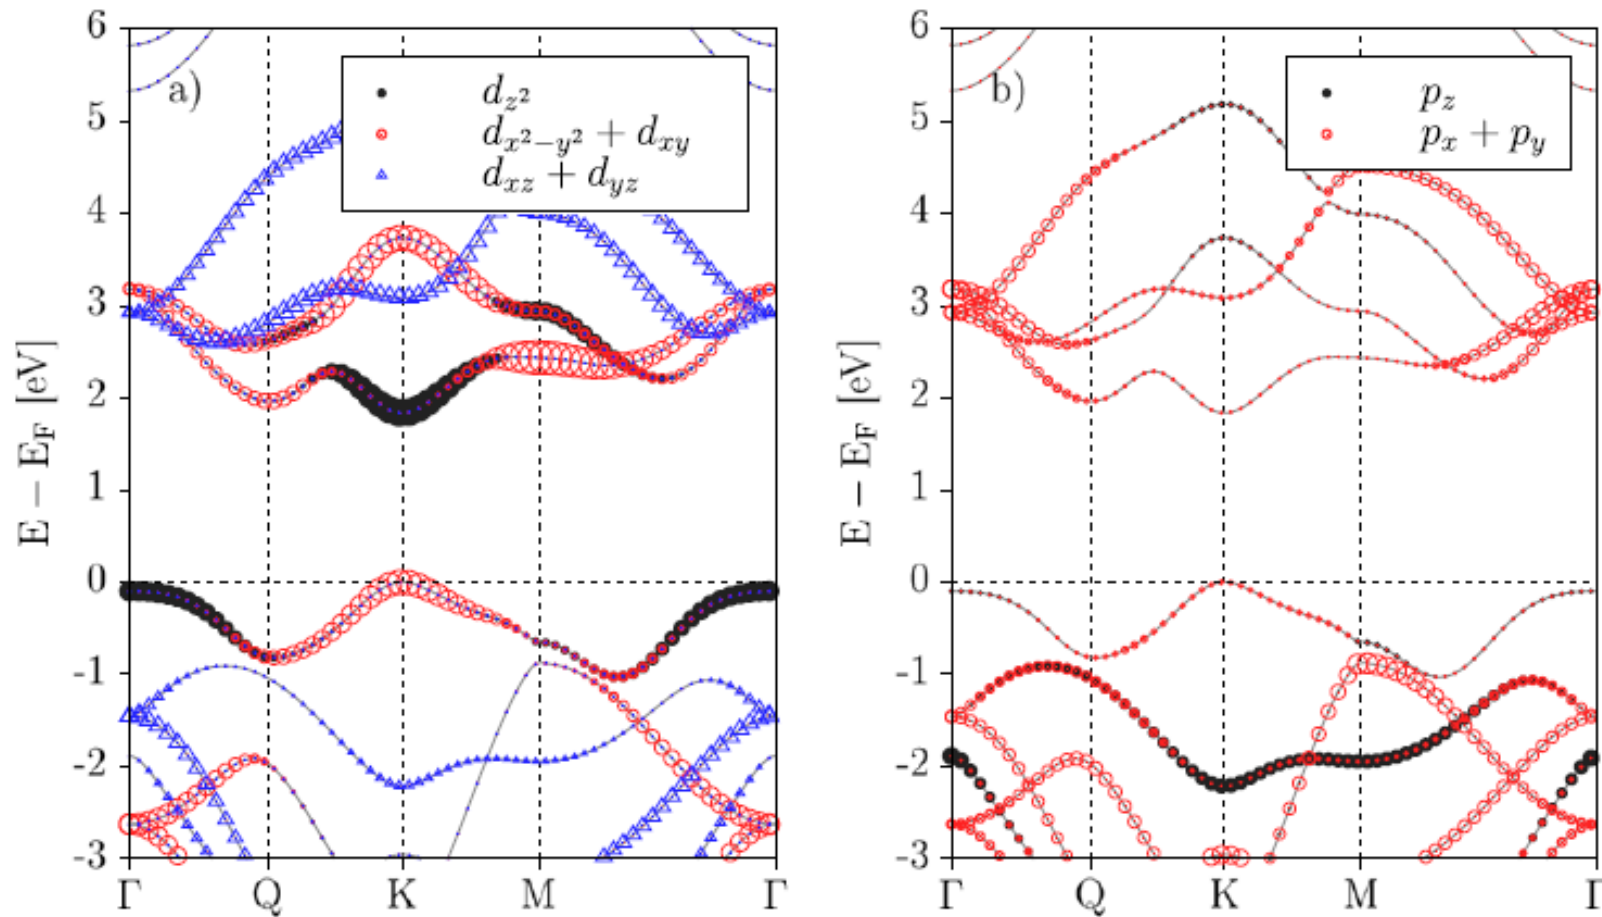 6
5
4
3
2
1
0
-1
-2
-3
E − E_F [eV]
a)
d_{z^2}
d_{x^2−y^2} + d_{xy}
d_{xz} + d_{yz}
Γ Q K M Γ
6
5
4
3
2
1
0
-1
-2
-3
E − E_F [eV]
b)
p_z
p_x + p_y
Γ Q K M Γ